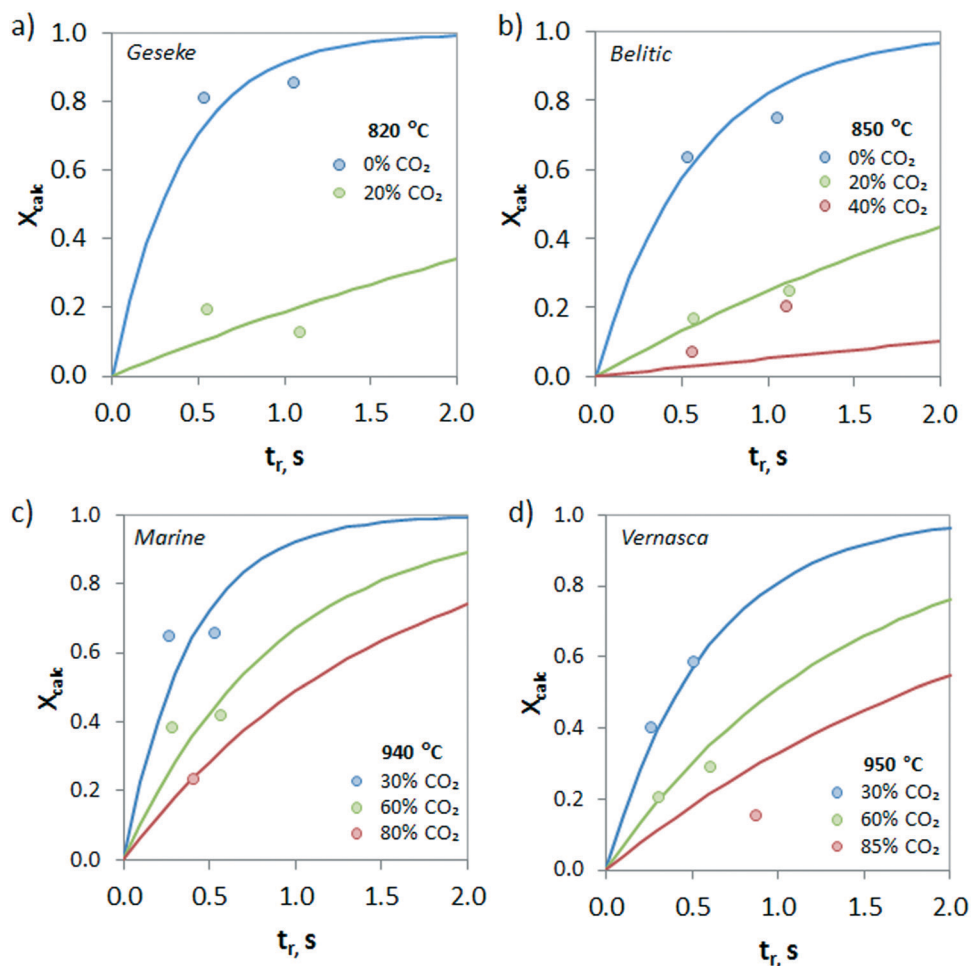 a)
Geseke
820 °C
0% CO₂
20% CO₂
Xcalc
1.0
0.8
0.6
0.4
0.2
0.0
0.0 0.5 1.0 1.5 2.0
tr, s
b)
Belitic
850 °C
0% CO₂
20% CO₂
40% CO₂
Xcalc
1.0
0.8
0.6
0.4
0.2
0.0
0.0 0.5 1.0 1.5 2.0
tr, s
c)
Marine
940 °C
30% CO₂
60% CO₂
80% CO₂
Xcalc
1.0
0.8
0.6
0.4
0.2
0.0
0.0 0.5 1.0 1.5 2.0
tr, s
d)
Vernasca
950 °C
30% CO₂
60% CO₂
85% CO₂
Xcalc
1.0
0.8
0.6
0.4
0.2
0.0
0.0 0.5 1.0 1.5 2.0
tr, s